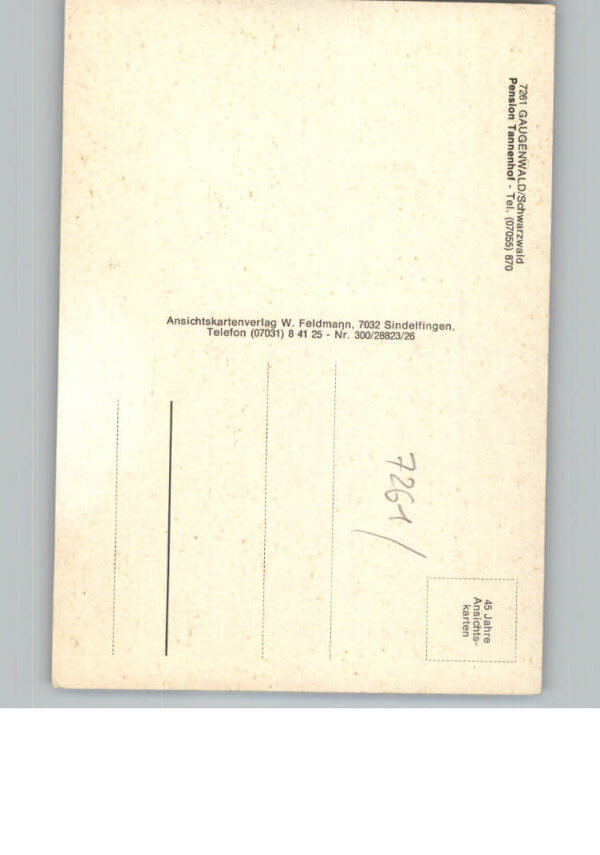 7261 GAUGENWALD/Schwarzwald
Pension Tannenhof - Tel. (07055) 870
Ansichtskartenverlag W. Feldmann, 7032 Sindelfingen,
Telefon (07031) 8 41 25 - Nr. 300/28823/26
7261/
45 Jahre
Ansichts-
karten